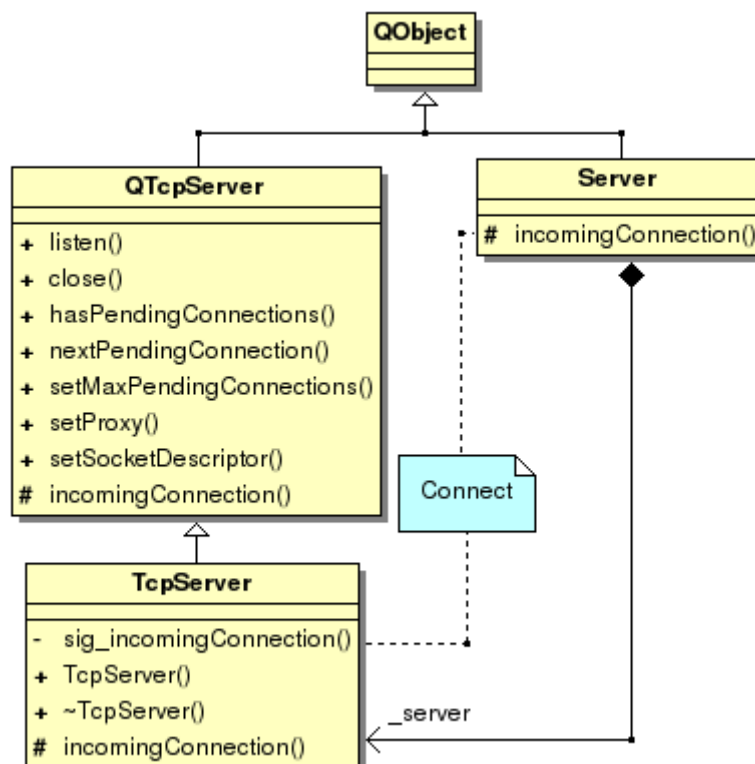 QObject
QTcpServer
+ listen()
+ close()
+ hasPendingConnections()
+ nextPendingConnection()
+ setMaxPendingConnections()
+ setProxy()
+ setSocketDescriptor()
# incomingConnection()
Server
# incomingConnection()
Connect
TcpServer
- sig_incomingConnection()
+ TcpServer()
+ ~TcpServer()
# incomingConnection()
_server